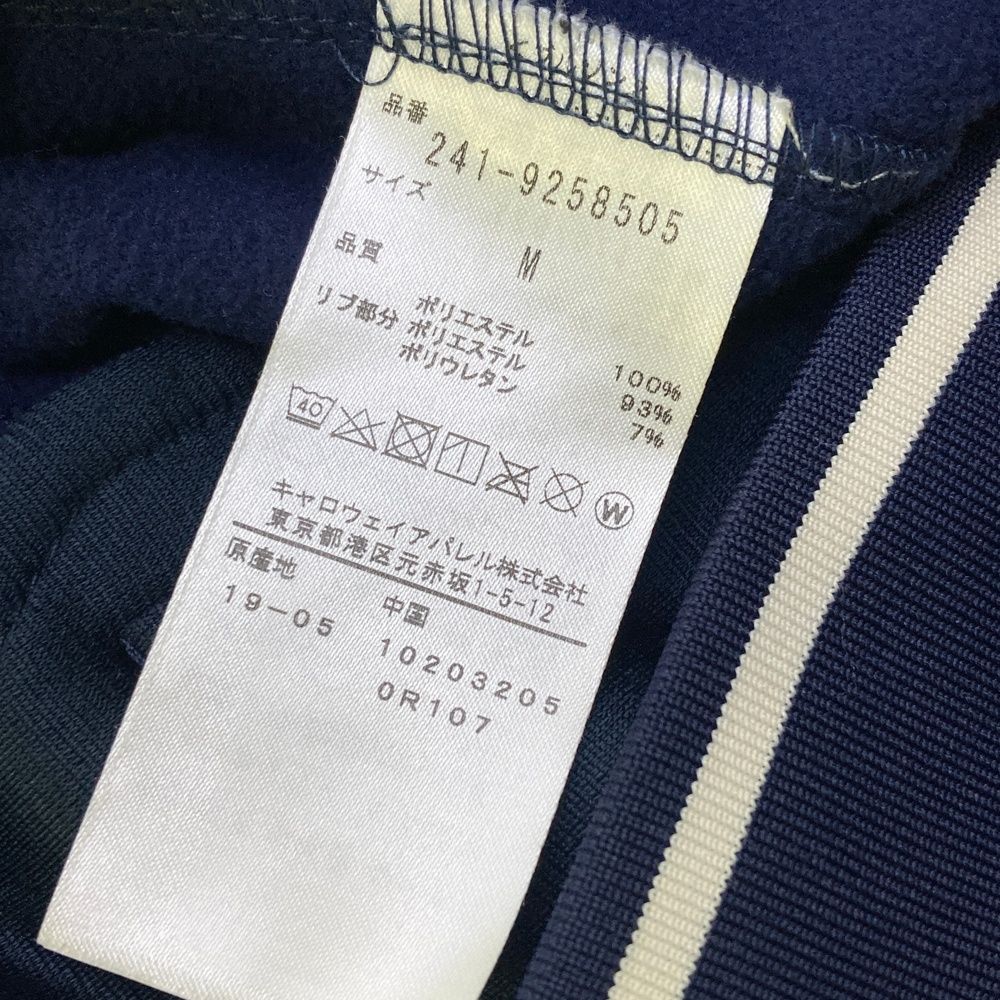 品番
241-9258505
サイズ
M
品質
ポリエステル 100%
リブ部分 ポリエステル 93%
ポリウレタン 7%
40
W
キャロウェイアパレル株式会社
東京都港区元赤坂1-5-12
原産地 中国
19-05 10203205
0R107